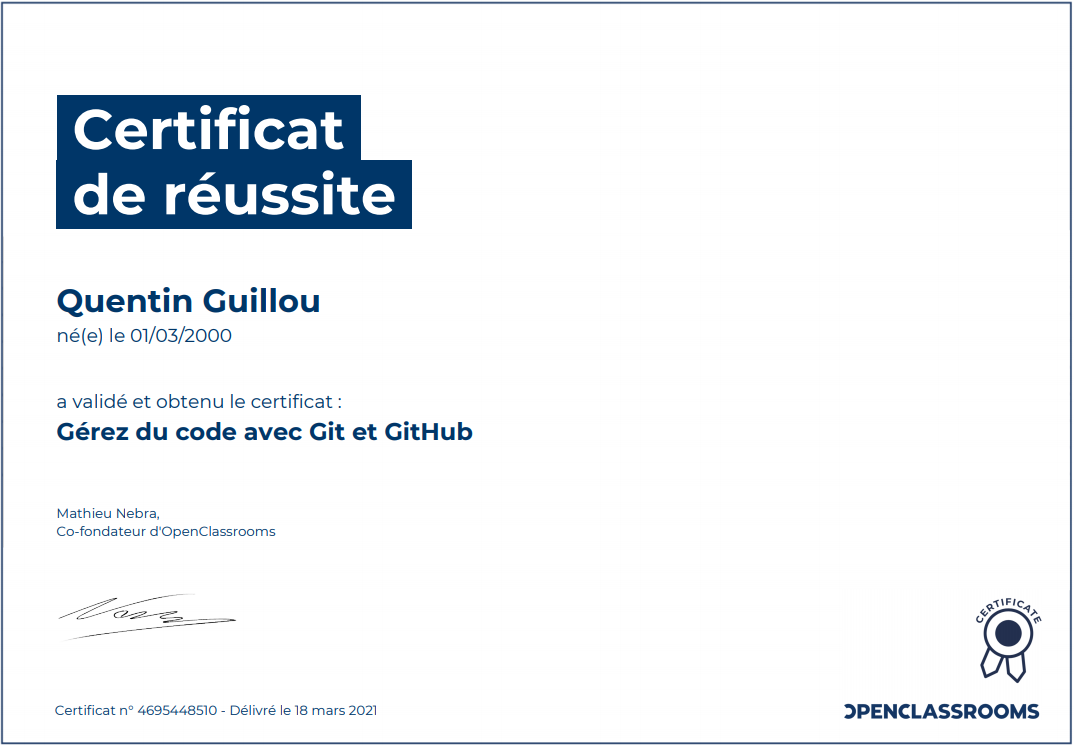 Certificat
de réussite
Quentin Guillou
né(e) le 01/03/2000
a validé et obtenu le certificat :
Gérez du code avec Git et GitHub
Mathieu Nebra,
Co-fondateur d'OpenClassrooms
CERTIFICATE
Certificat n° 4695448510 - Délivré le 18 mars 2021
OPENCLASSROOMS